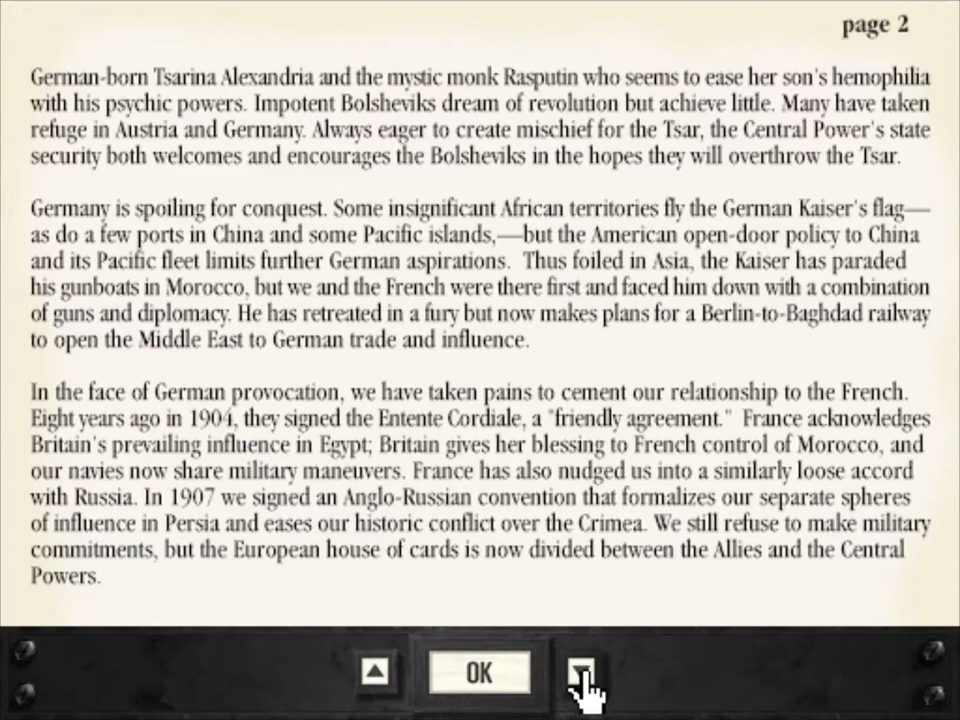 page 2
German-born Tsarina Alexandria and the mystic monk Rasputin who seems to ease her son's hemophilia
with his psychic powers. Impotent Bolsheviks dream of revolution but achieve little. Many have taken
refuge in Austria and Germany. Always eager to create mischief for the Tsar, the Central Power's state
security both welcomes and encourages the Bolsheviks in the hopes they will overthrow the Tsar.
Germany is spoiling for conquest. Some insignificant African territories fly the German Kaiser's flag—
as do a few ports in China and some Pacific islands,—but the American open-door policy to China
and its Pacific fleet limits further German aspirations. Thus foiled in Asia, the Kaiser has paraded
his gunboats in Morocco, but we and the French were there first and faced him down with a combination
of guns and diplomacy. He has retreated in a fury but now makes plans for a Berlin-to-Baghdad railway
to open the Middle East to German trade and influence.
In the face of German provocation, we have taken pains to cement our relationship to the French.
Eight years ago in 1904, they signed the Entente Cordiale, a "friendly agreement." France acknowledges
Britain's prevailing influence in Egypt; Britain gives her blessing to French control of Morocco, and
our navies now share military maneuvers. France has also nudged us into a similarly loose accord
with Russia. In 1907 we signed an Anglo-Russian convention that formalizes our separate spheres
of influence in Persia and eases our historic conflict over the Crimea. We still refuse to make military
commitments, but the European house of cards is now divided between the Allies and the Central
Powers.
OK